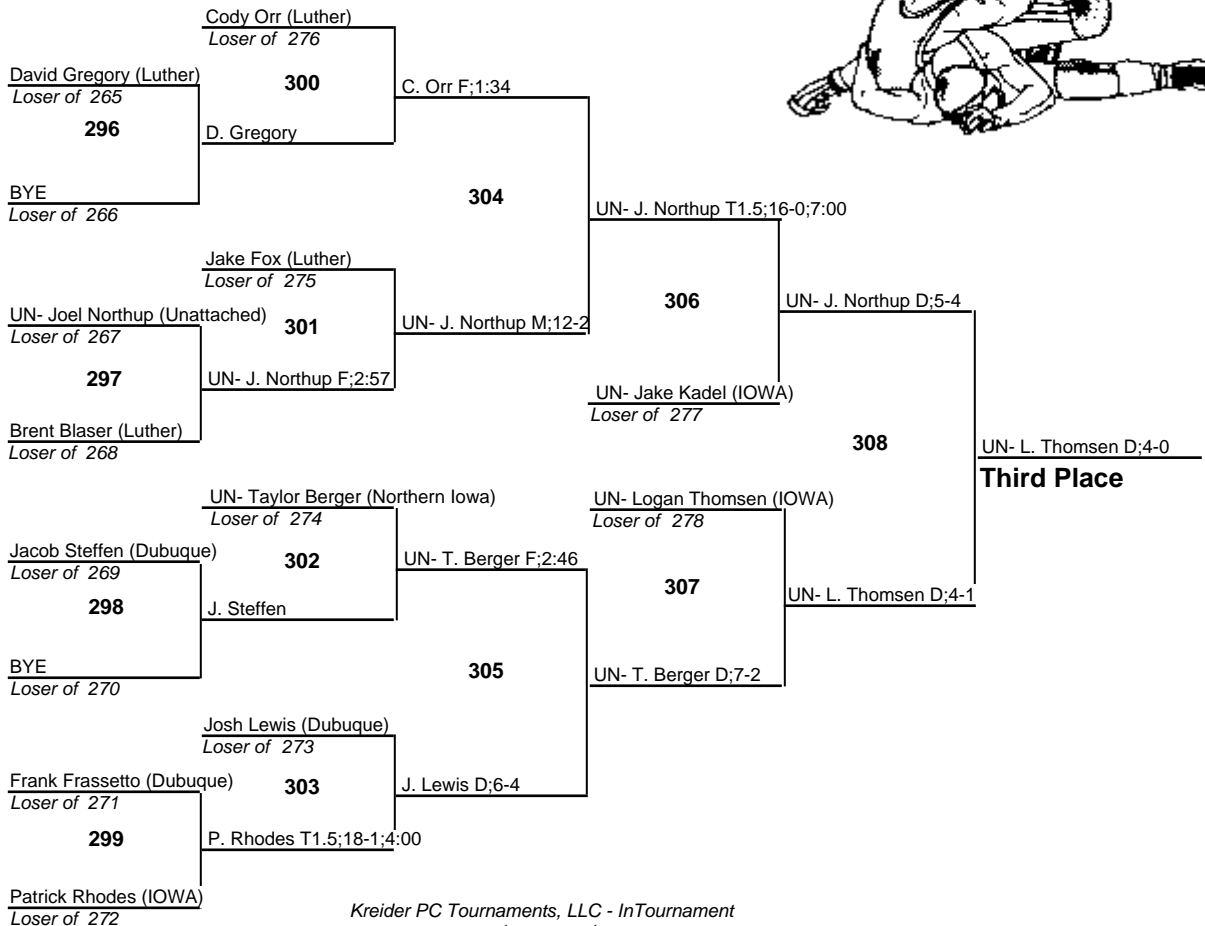 Cody Orr (Luther)
Loser of 276
David Gregory (Luther)
Loser of 265
300
C. Orr F;1:34
296
D. Gregory
BYE
Loser of 266
304
UN- J. Northup T1.5;16-0;7:00
Jake Fox (Luther)
Loser of 275
UN- Joel Northup (Unattached)
Loser of 267
301
UN- J. Northup M;12-2
306
UN- J. Northup D;5-4
297
UN- J. Northup F;2:57
UN- Jake Kadel (IOWA)
Loser of 277
Brent Blaser (Luther)
Loser of 268
308
UN- L. Thomsen D;4-0
Third Place
UN- Taylor Berger (Northern Iowa)
Loser of 274
UN- Logan Thomsen (IOWA)
Loser of 278
Jacob Steffen (Dubuque)
Loser of 269
302
UN- T. Berger F;2:46
307
UN- L. Thomsen D;4-1
298
J. Steffen
BYE
Loser of 270
305
UN- T. Berger D;7-2
Josh Lewis (Dubuque)
Loser of 273
Frank Frassetto (Dubuque)
Loser of 271
303
J. Lewis D;6-4
299
P. Rhodes T1.5;18-1;4:00
Patrick Rhodes (IOWA)
Loser of 272
Kreider PC Tournaments, LLC - InTournament